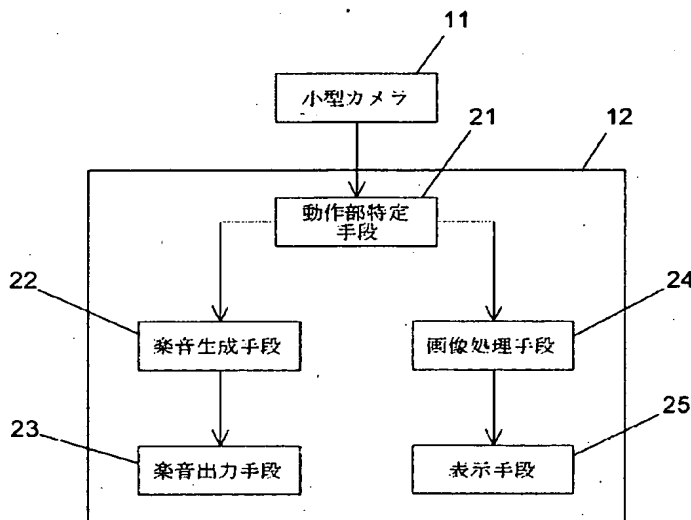 11
小型カメラ
21
12
動作部特定
手段
22
楽音生成手段
24
画像処理手段
23
楽音出力手段
25
表示手段